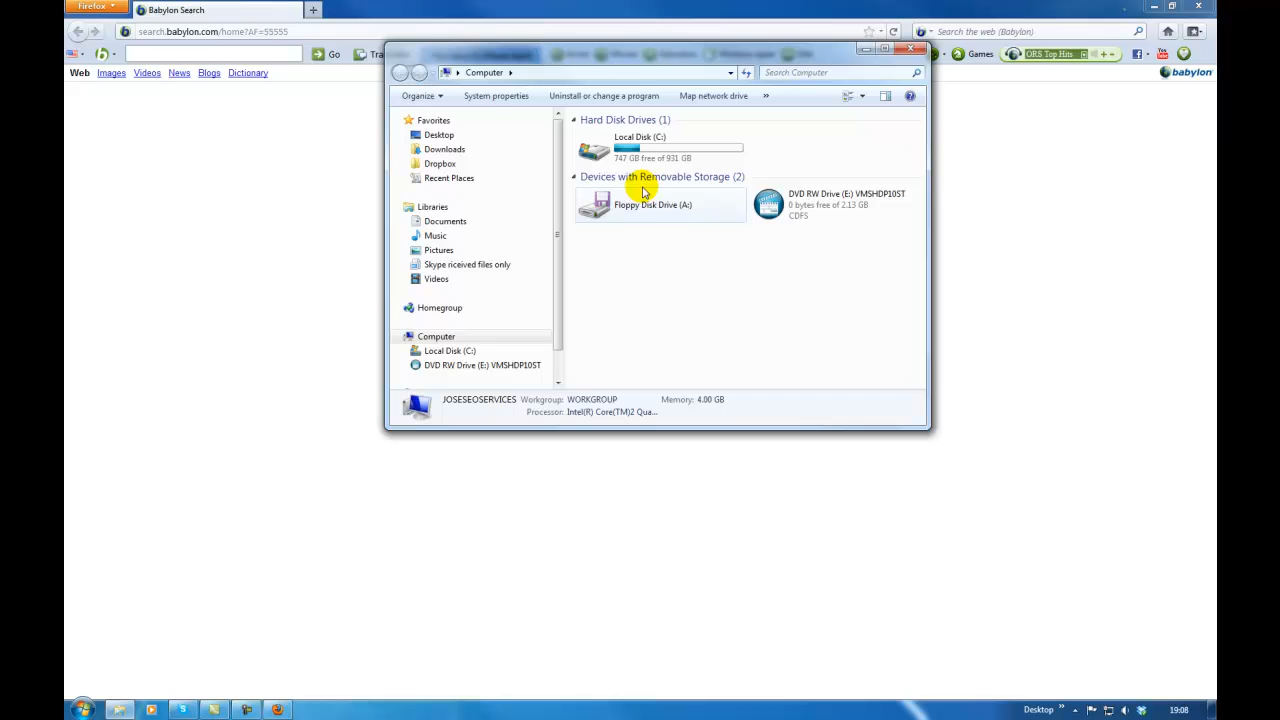 Firefox
Babylon Search
search.babylon.com/home?AF=55555
Search the web (Babylon)
Go
Games
ORS Top Hits
Web Images Videos News Blogs Dictionary
babylon
Computer
Search Computer
Organize
System properties
Uninstall or change a program
Map network drive
»
Favorites
Desktop
Downloads
Dropbox
Recent Places
Libraries
Documents
Music
Pictures
Skype riceived files only
Videos
Homegroup
Computer
Local Disk (C:)
DVD RW Drive (E:) VMSHDP10ST
Hard Disk Drives (1)
Local Disk (C:)
747 GB free of 931 GB
Devices with Removable Storage (2)
Floppy Disk Drive (A:)
DVD RW Drive (E:) VMSHDP10ST
0 bytes free of 2.13 GB
CDFS
JOSESEOSERVICES Workgroup: WORKGROUP Memory: 4.00 GB
Processor: Intel(R) Core(TM)2 Qua...
Desktop » 19:08